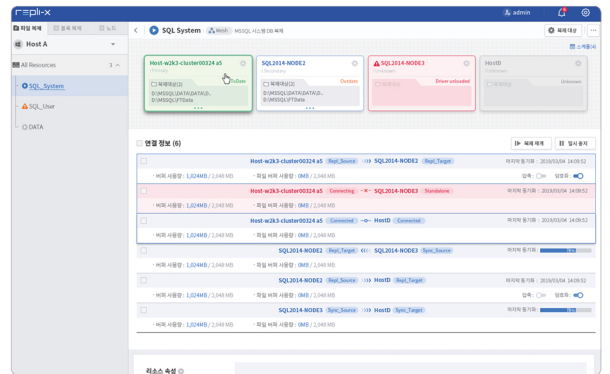 repli-x
admin
파일 복제 블록 복제 노드
SQL System Mesh MSSQL 시스템 DB 복제
복제 대상
Host A
스케줄(4)
All Resources 3
SQL_System
SQL_User
DATA
Host-w2k3-cluster00324 a5
Primary
복제대상(2) UpToDate
D:\MSSQL\DATA\DATA\D..
D:\MSSQL\FTData
SQL2014-NODE2
Secondary
복제대상(2) Outdate
D:\MSSQL\DATA\DATA\D..
D:\MSSQL\FTData
SQL2014-NODE3
Unknown
복제대상 Driver unloaded
HostD
Unknown
복제대상 Unknown
연결 정보 (6)
복제 재개 일시 중지
Host-w2k3-cluster00324 a5 Repl_Source SQL2014-NODE2 Repl_Target 마지막 동기화 : 2019/03/04 14:09:52
버퍼 사용량 : 1,024MB / 2,048 MB 파일 버퍼 사용량 : 0MB / 2,048 MB 압축 : 암호화 :
Host-w2k3-cluster00324 a5 Connecting SQL2014-NODE3 Standalone 마지막 동기화 : 2019/03/04 14:09:52
버퍼 사용량 : 1,024MB / 2,048 MB 파일 버퍼 사용량 : 0MB / 2,048 MB
Host-w2k3-cluster00324 a5 Connected HostD Connected 마지막 동기화 : 2019/03/04 14:09:52
버퍼 사용량 : 1,024MB / 2,048 MB 파일 버퍼 사용량 : 0MB / 2,048 MB
SQL2014-NODE2 Repl_Target SQL2014-NODE3 Sync_Source 마지막 동기화 :
버퍼 사용량 : 1,024MB / 2,048 MB 파일 버퍼 사용량 : 0MB / 2,048 MB
SQL2014-NODE2 Repl_Source HostD Repl_Target 마지막 동기화 : 2019/03/04 14:09:52
버퍼 사용량 : 1,024MB / 2,048 MB 파일 버퍼 사용량 : 0MB / 2,048 MB 압축 : 암호화 :
SQL2014-NODE3 Sync_Source HostD Sync_Target 마지막 동기화 :
버퍼 사용량 : 1,024MB / 2,048 MB 파일 버퍼 사용량 : 0MB / 2,048 MB
리소스 속성